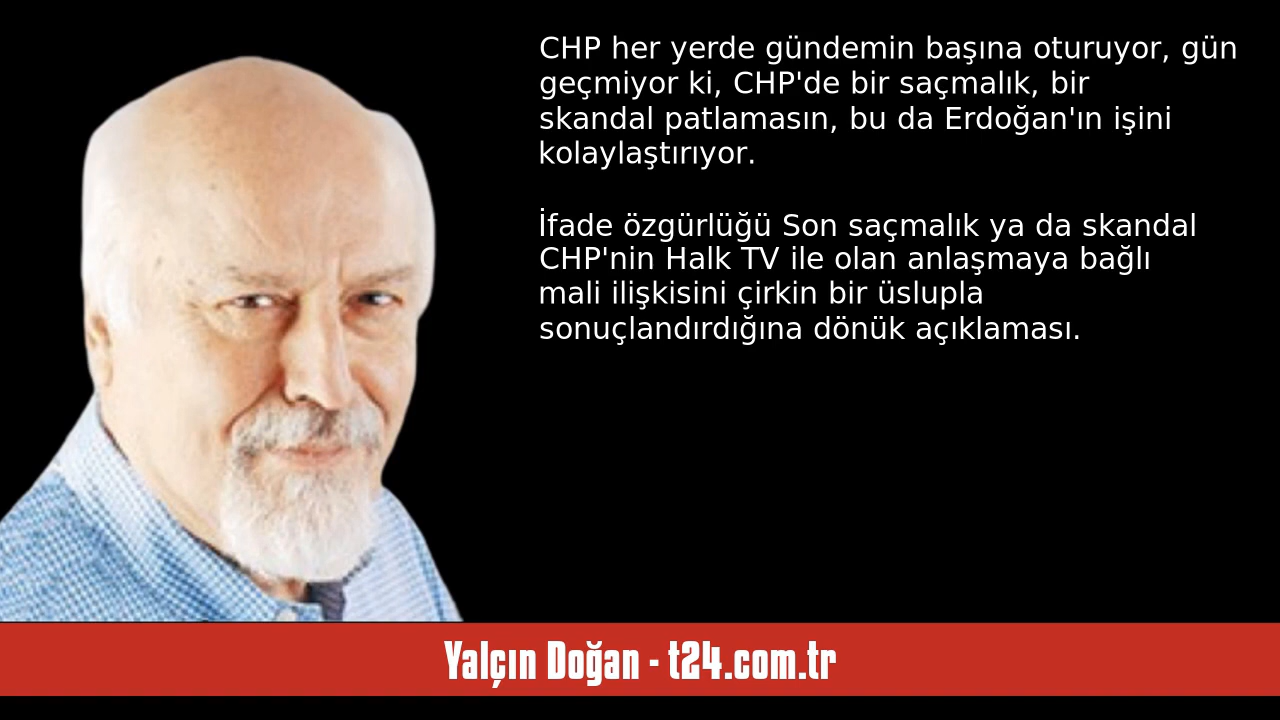 CHP her yerde gündemin başına oturuyor, gün
geçmiyor ki, CHP'de bir saçmalık, bir
skandal patlamasın, bu da Erdoğan'ın işini
kolaylaştırıyor.
İfade özgürlüğü Son saçmalık ya da skandal
CHP'nin Halk TV ile olan anlaşmaya bağlı
mali ilişkisini çirkin bir üslupla
sonuçlandırdığına dönük açıklaması.
Yalçın Doğan - t24.com.tr